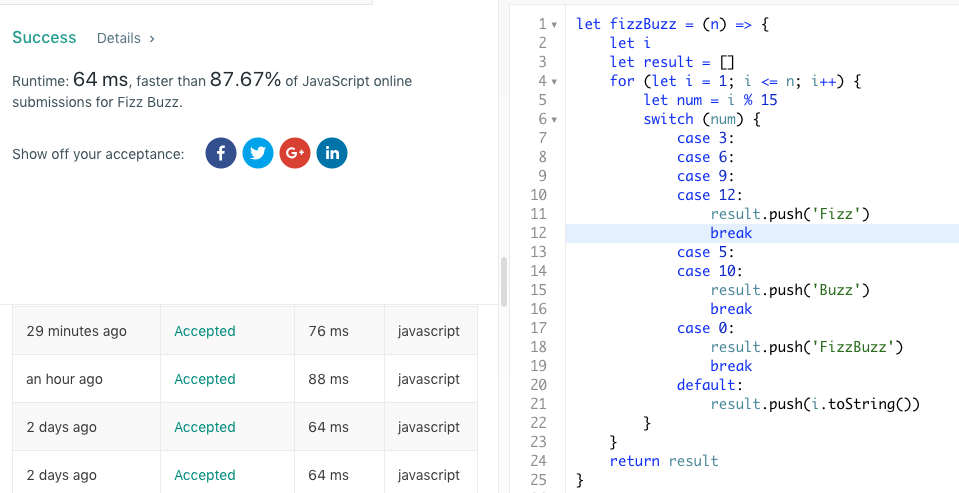 Success Details >
Runtime: 64 ms, faster than 87.67% of JavaScript online
submissions for Fizz Buzz.
Show off your acceptance: f G+ in
29 minutes ago Accepted 76 ms javascript
an hour ago Accepted 88 ms javascript
2 days ago Accepted 64 ms javascript
2 days ago Accepted 64 ms javascript
1 let fizzBuzz = (n) => {
2     let i
3     let result = []
4     for (let i = 1; i <= n; i++) {
5         let num = i % 15
6         switch (num) {
7             case 3:
8             case 6:
9             case 9:
10             case 12:
11                 result.push('Fizz')
12                 break
13             case 5:
14             case 10:
15                 result.push('Buzz')
16                 break
17             case 0:
18                 result.push('FizzBuzz')
19                 break
20             default:
21                 result.push(i.toString())
22         }
23     }
24     return result
25 }